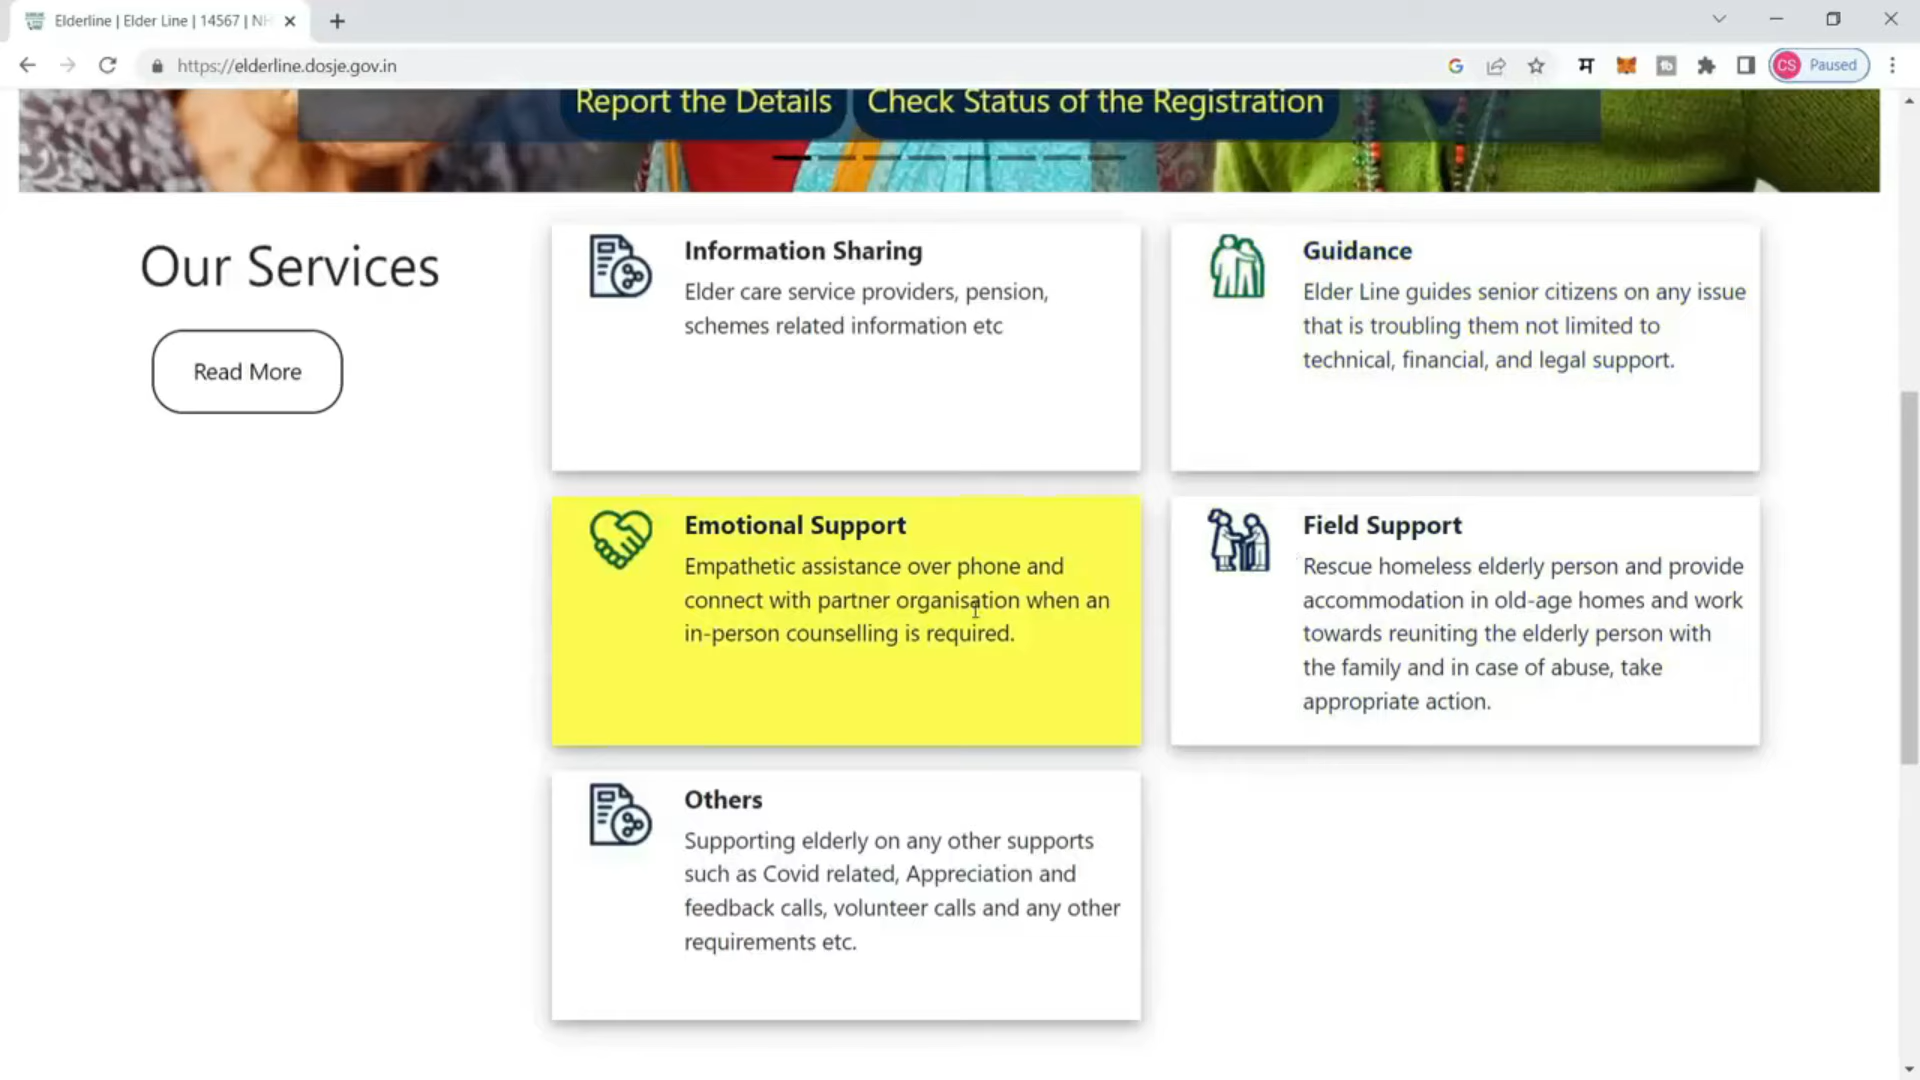 Elderline | Elder Line | 14567 | NH
https://elderline.dosje.gov.in
CS Paused
Report the Details
Check Status of the Registration
Our Services
Read More
Information Sharing
Elder care service providers, pension,
schemes related information etc
Guidance
Elder Line guides senior citizens on any issue
that is troubling them not limited to
technical, financial, and legal support.
Emotional Support
Empathetic assistance over phone and
connect with partner organisation when an
in-person counselling is required.
Field Support
Rescue homeless elderly person and provide
accommodation in old-age homes and work
towards reuniting the elderly person with
the family and in case of abuse, take
appropriate action.
Others
Supporting elderly on any other supports
such as Covid related, Appreciation and
feedback calls, volunteer calls and any other
requirements etc.